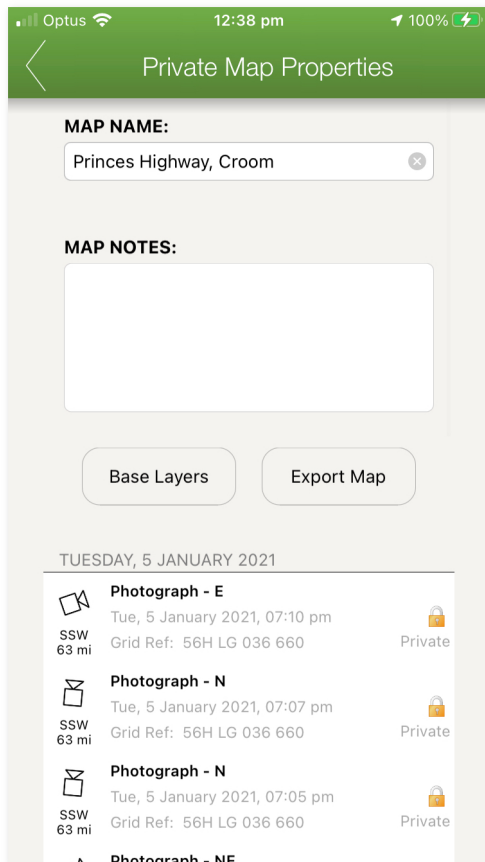 Optus 12:38 pm 100%
Private Map Properties
MAP NAME:
Princes Highway, Croom
MAP NOTES:
Base Layers Export Map
TUESDAY, 5 JANUARY 2021
Photograph - E
Tue, 5 January 2021, 07:10 pm
SSW
63 mi
Grid Ref: 56H LG 036 660
Private
Photograph - N
Tue, 5 January 2021, 07:07 pm
SSW
63 mi
Grid Ref: 56H LG 036 660
Private
Photograph - N
Tue, 5 January 2021, 07:05 pm
SSW
63 mi
Grid Ref: 56H LG 036 660
Private
Photograph - NE